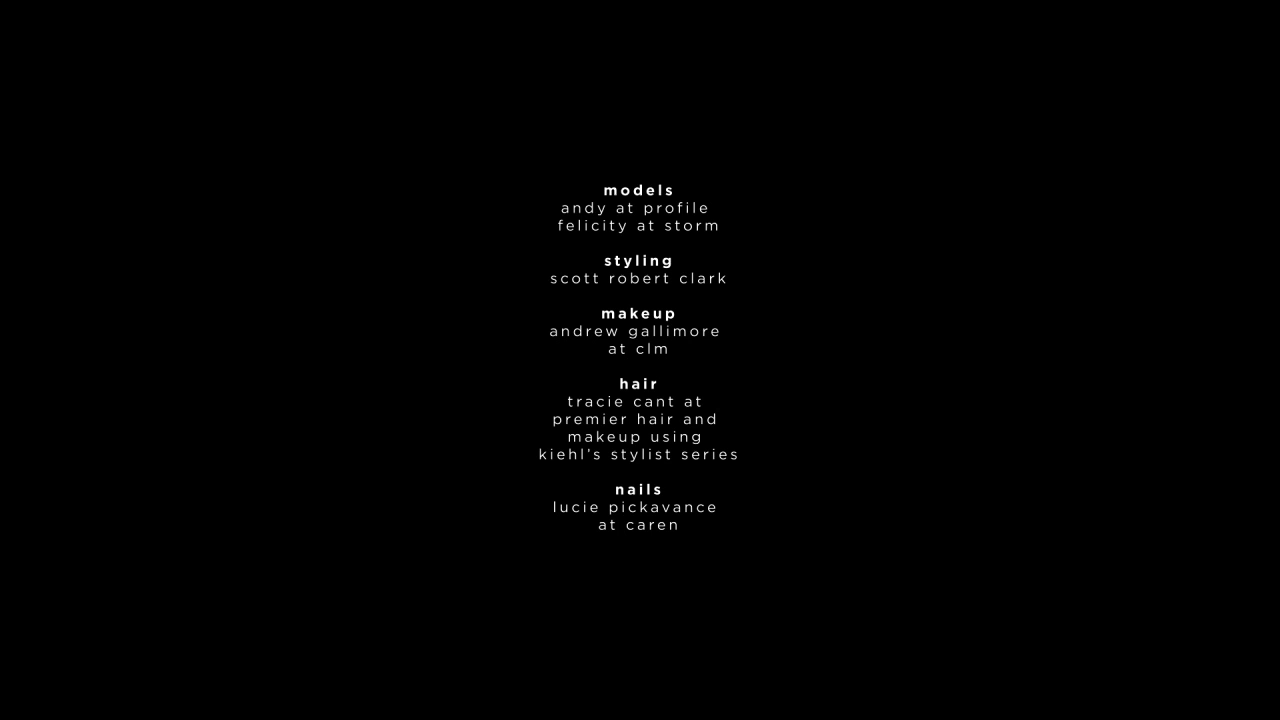 models
andy at profile
felicity at storm
styling
scott robert clark
makeup
andrew gallimore
at clm
hair
tracie cant at
premier hair and
makeup using
kiehl's stylist series
nails
lucie pickavance
at caren